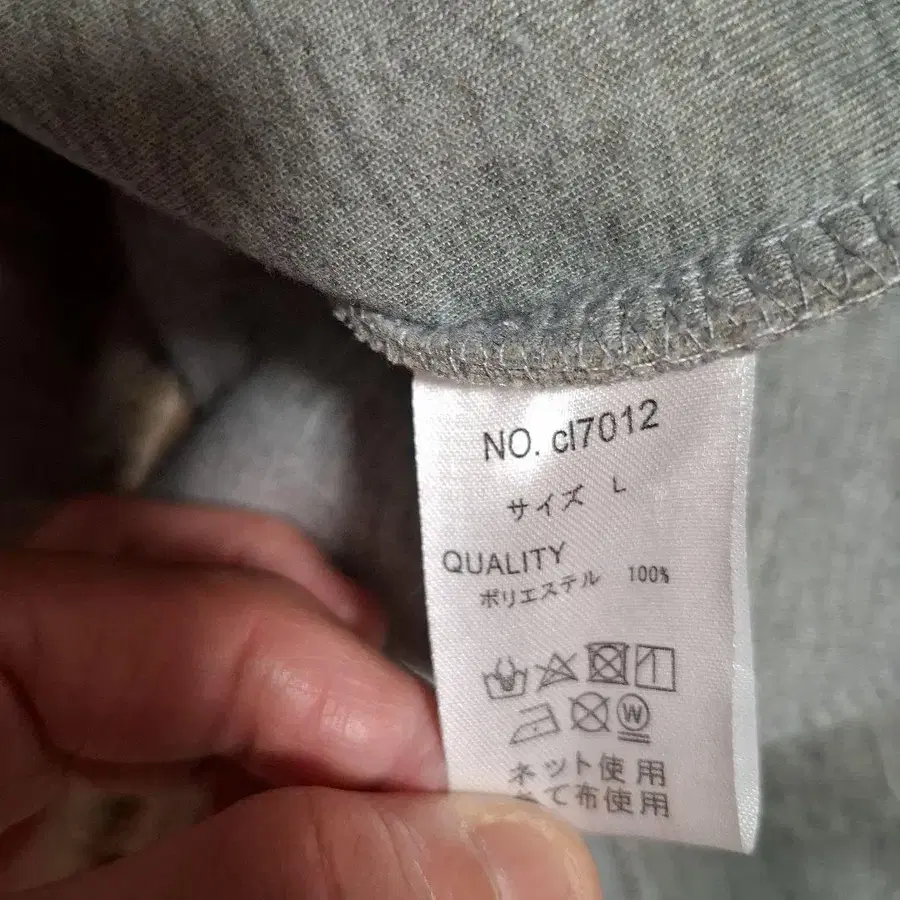 NO. cl7012
サイズ L
QUALITY
ポリエステル 100%
W
ネット使用
あて布使用